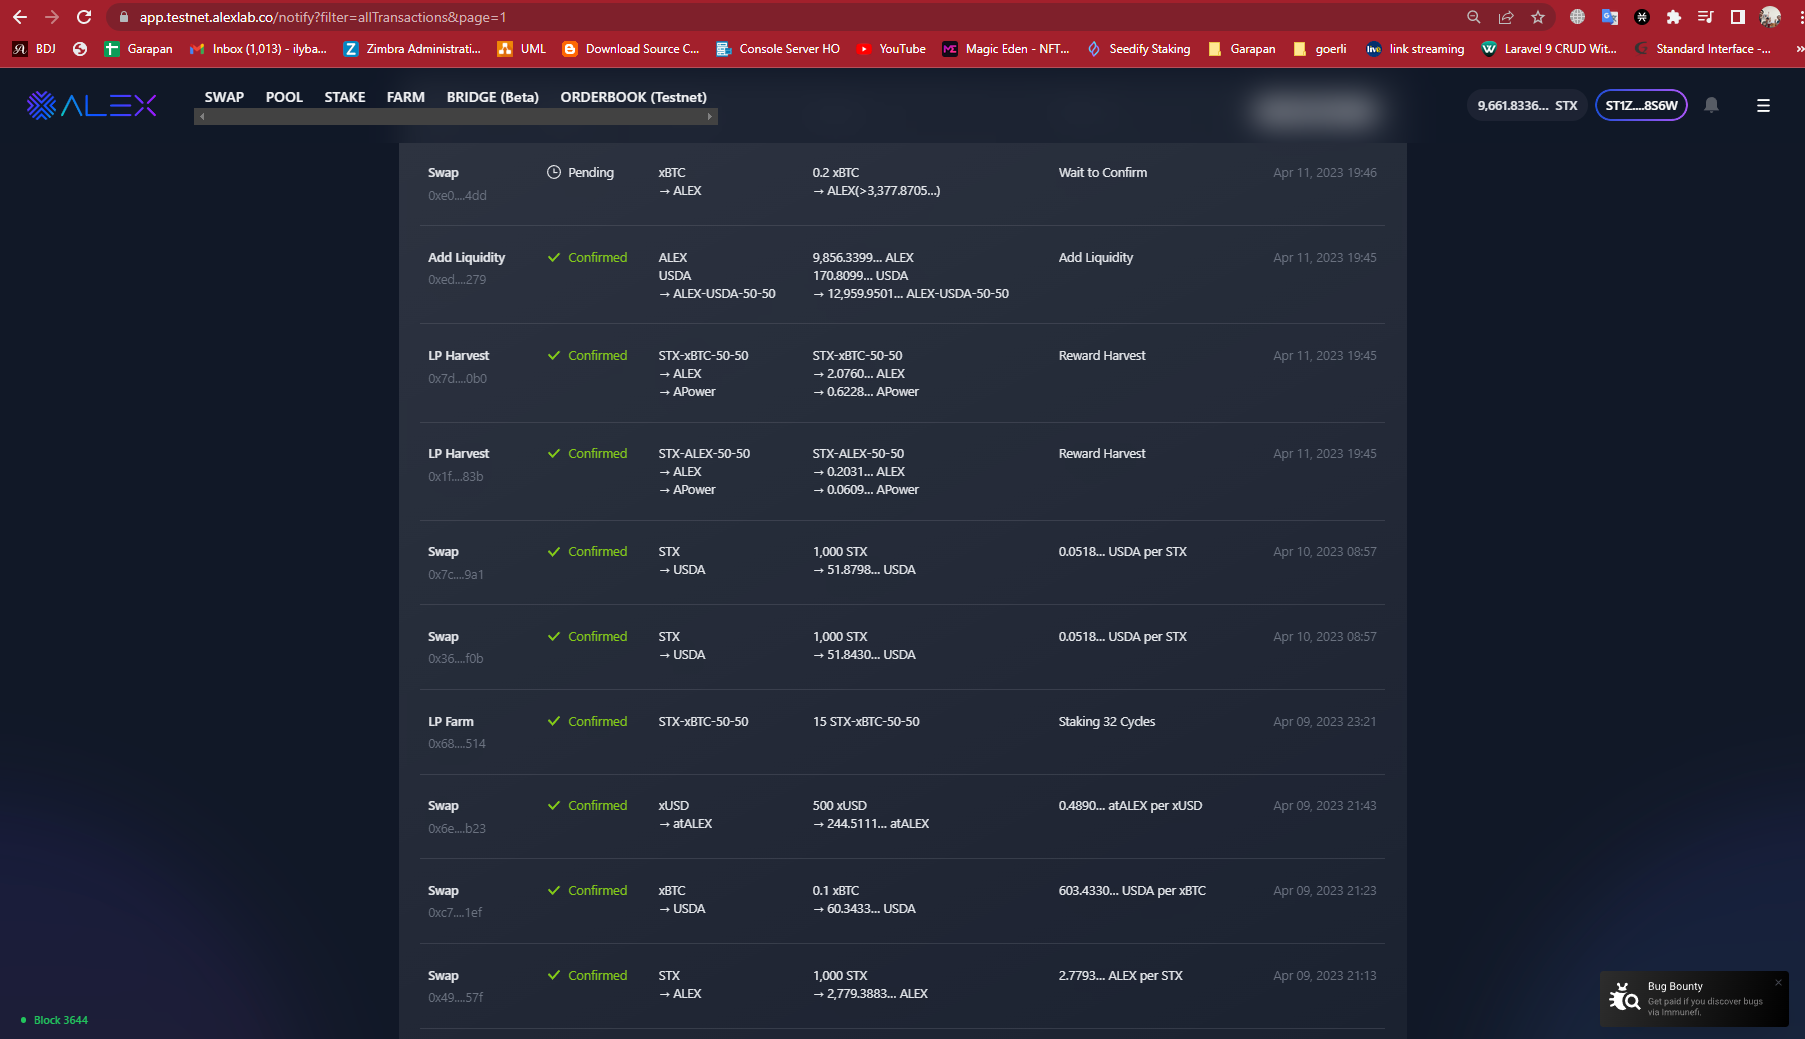 app.testnet.alexlab.co/notify?filter=allTransactions&page=1
BDJ Garapan Inbox (1,013) - ilyba... Zimbra Administrati... UML Download Source C... Console Server HO YouTube Magic Eden - NFT... Seedify Staking Garapan goerli link streaming Laravel 9 CRUD Wit... Standard Interface -... »
ALEX SWAP POOL STAKE FARM BRIDGE (Beta) ORDERBOOK (Testnet) 9,661.8336... STX ST1Z....8S6W
Swap Pending xBTC 0.2 xBTC Wait to Confirm Apr 11, 2023 19:46
→ ALEX → ALEX(>3,377.8705...)
0xe0....4dd
Add Liquidity Confirmed ALEX 9,856.3399... ALEX Add Liquidity Apr 11, 2023 19:45
0xed....279 USDA 170.8099... USDA
→ ALEX-USDA-50-50 → 12,959.9501... ALEX-USDA-50-50
LP Harvest Confirmed STX-xBTC-50-50 STX-xBTC-50-50 Reward Harvest Apr 11, 2023 19:45
0x7d....0b0 → ALEX → 2.0760... ALEX
→ APower → 0.6228... APower
LP Harvest Confirmed STX-ALEX-50-50 STX-ALEX-50-50 Reward Harvest Apr 11, 2023 19:45
0x1f....83b → ALEX → 0.2031... ALEX
→ APower → 0.0609... APower
Swap Confirmed STX 1,000 STX 0.0518... USDA per STX Apr 10, 2023 08:57
0x7c....9a1 → USDA → 51.8798... USDA
Swap Confirmed STX 1,000 STX 0.0518... USDA per STX Apr 10, 2023 08:57
0x36....f0b → USDA → 51.8430... USDA
LP Farm Confirmed STX-xBTC-50-50 15 STX-xBTC-50-50 Staking 32 Cycles Apr 09, 2023 23:21
0x68....514
Swap Confirmed xUSD 500 xUSD 0.4890... atALEX per xUSD Apr 09, 2023 21:43
0x6e....b23 → atALEX → 244.5111... atALEX
Swap Confirmed xBTC 0.1 xBTC 603.4330... USDA per xBTC Apr 09, 2023 21:23
0xc7....1ef → USDA → 60.3433... USDA
Swap Confirmed STX 1,000 STX 2.7793... ALEX per STX Apr 09, 2023 21:13
0x49....57f → ALEX → 2,779.3883... ALEX
Block 3644
Bug Bounty
Get paid if you discover bugs
via Immunefi.